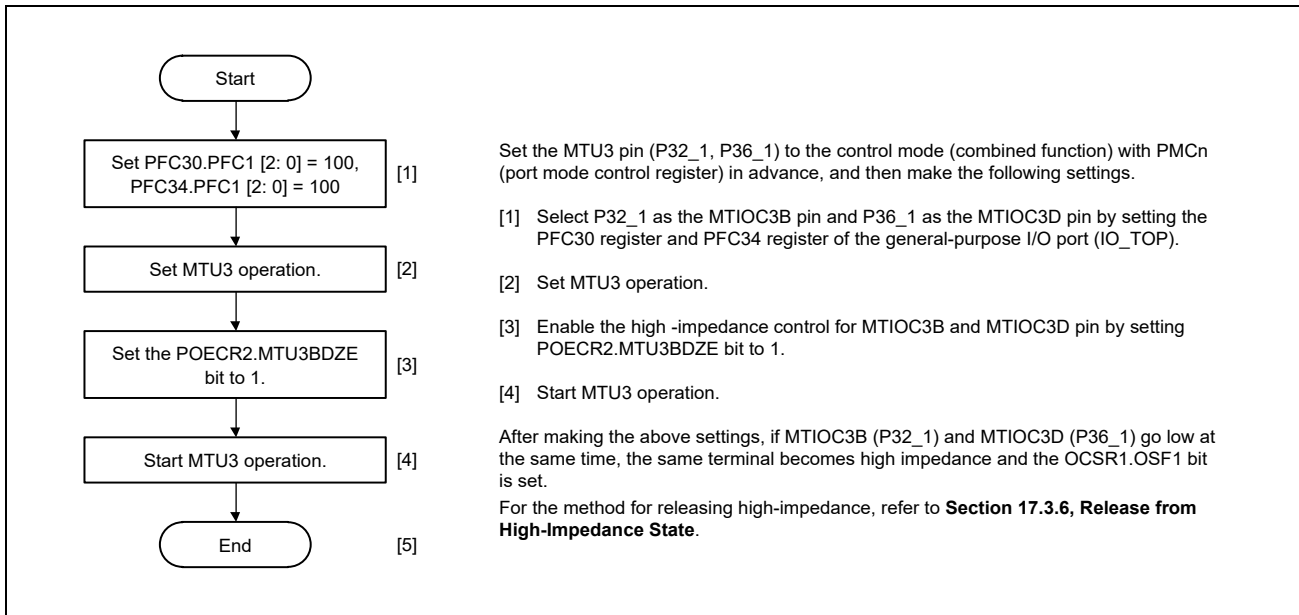 Start
Set PFC30.PFC1 [2: 0] = 100,
PFC34.PFC1 [2: 0] = 100
[1]
Set MTU3 operation.
[2]
Set the POECR2.MTU3BDZE
bit to 1.
[3]
Start MTU3 operation.
[4]
End
[5]
Set the MTU3 pin (P32_1, P36_1) to the control mode (combined function) with PMCn
(port mode control register) in advance, and then make the following settings.
[1] Select P32_1 as the MTIOC3B pin and P36_1 as the MTIOC3D pin by setting the
PFC30 register and PFC34 register of the general-purpose I/O port (IO_TOP).
[2] Set MTU3 operation.
[3] Enable the high -impedance control for MTIOC3B and MTIOC3D pin by setting
POECR2.MTU3BDZE bit to 1.
[4] Start MTU3 operation.
After making the above settings, if MTIOC3B (P32_1) and MTIOC3D (P36_1) go low at
the same time, the same terminal becomes high impedance and the OCSR1.OSF1 bit
is set.
For the method for releasing high-impedance, refer to Section 17.3.6, Release from
High-Impedance State.